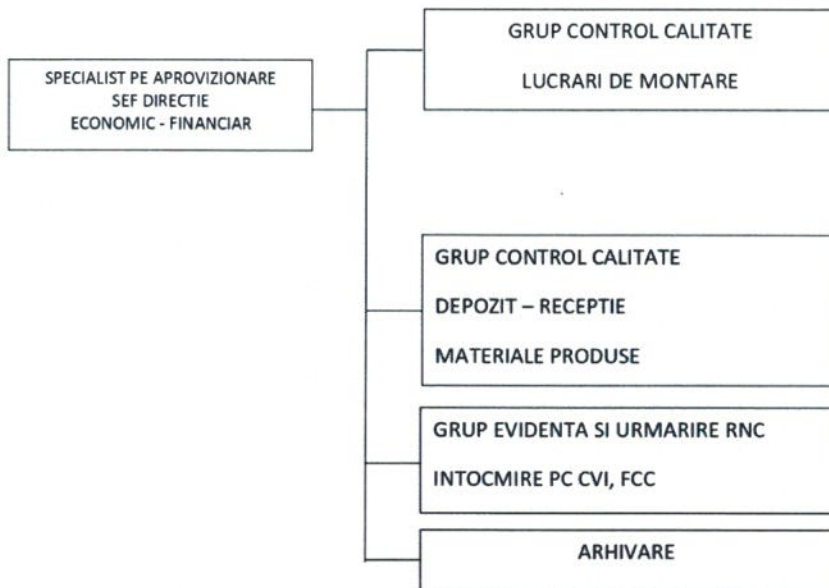 SPECIALIST PE APROVIZIONARE
SEF DIRECTIE
ECONOMIC - FINANCIAR
GRUP CONTROL CALITATE
LUCRARI DE MONTARE
GRUP CONTROL CALITATE
DEPOZIT – RECEPTIE
MATERIALE PRODUSE
GRUP EVIDENTA SI URMARIRE RNC
INTOCMIRE PC CVI, FCC
ARHIVARE